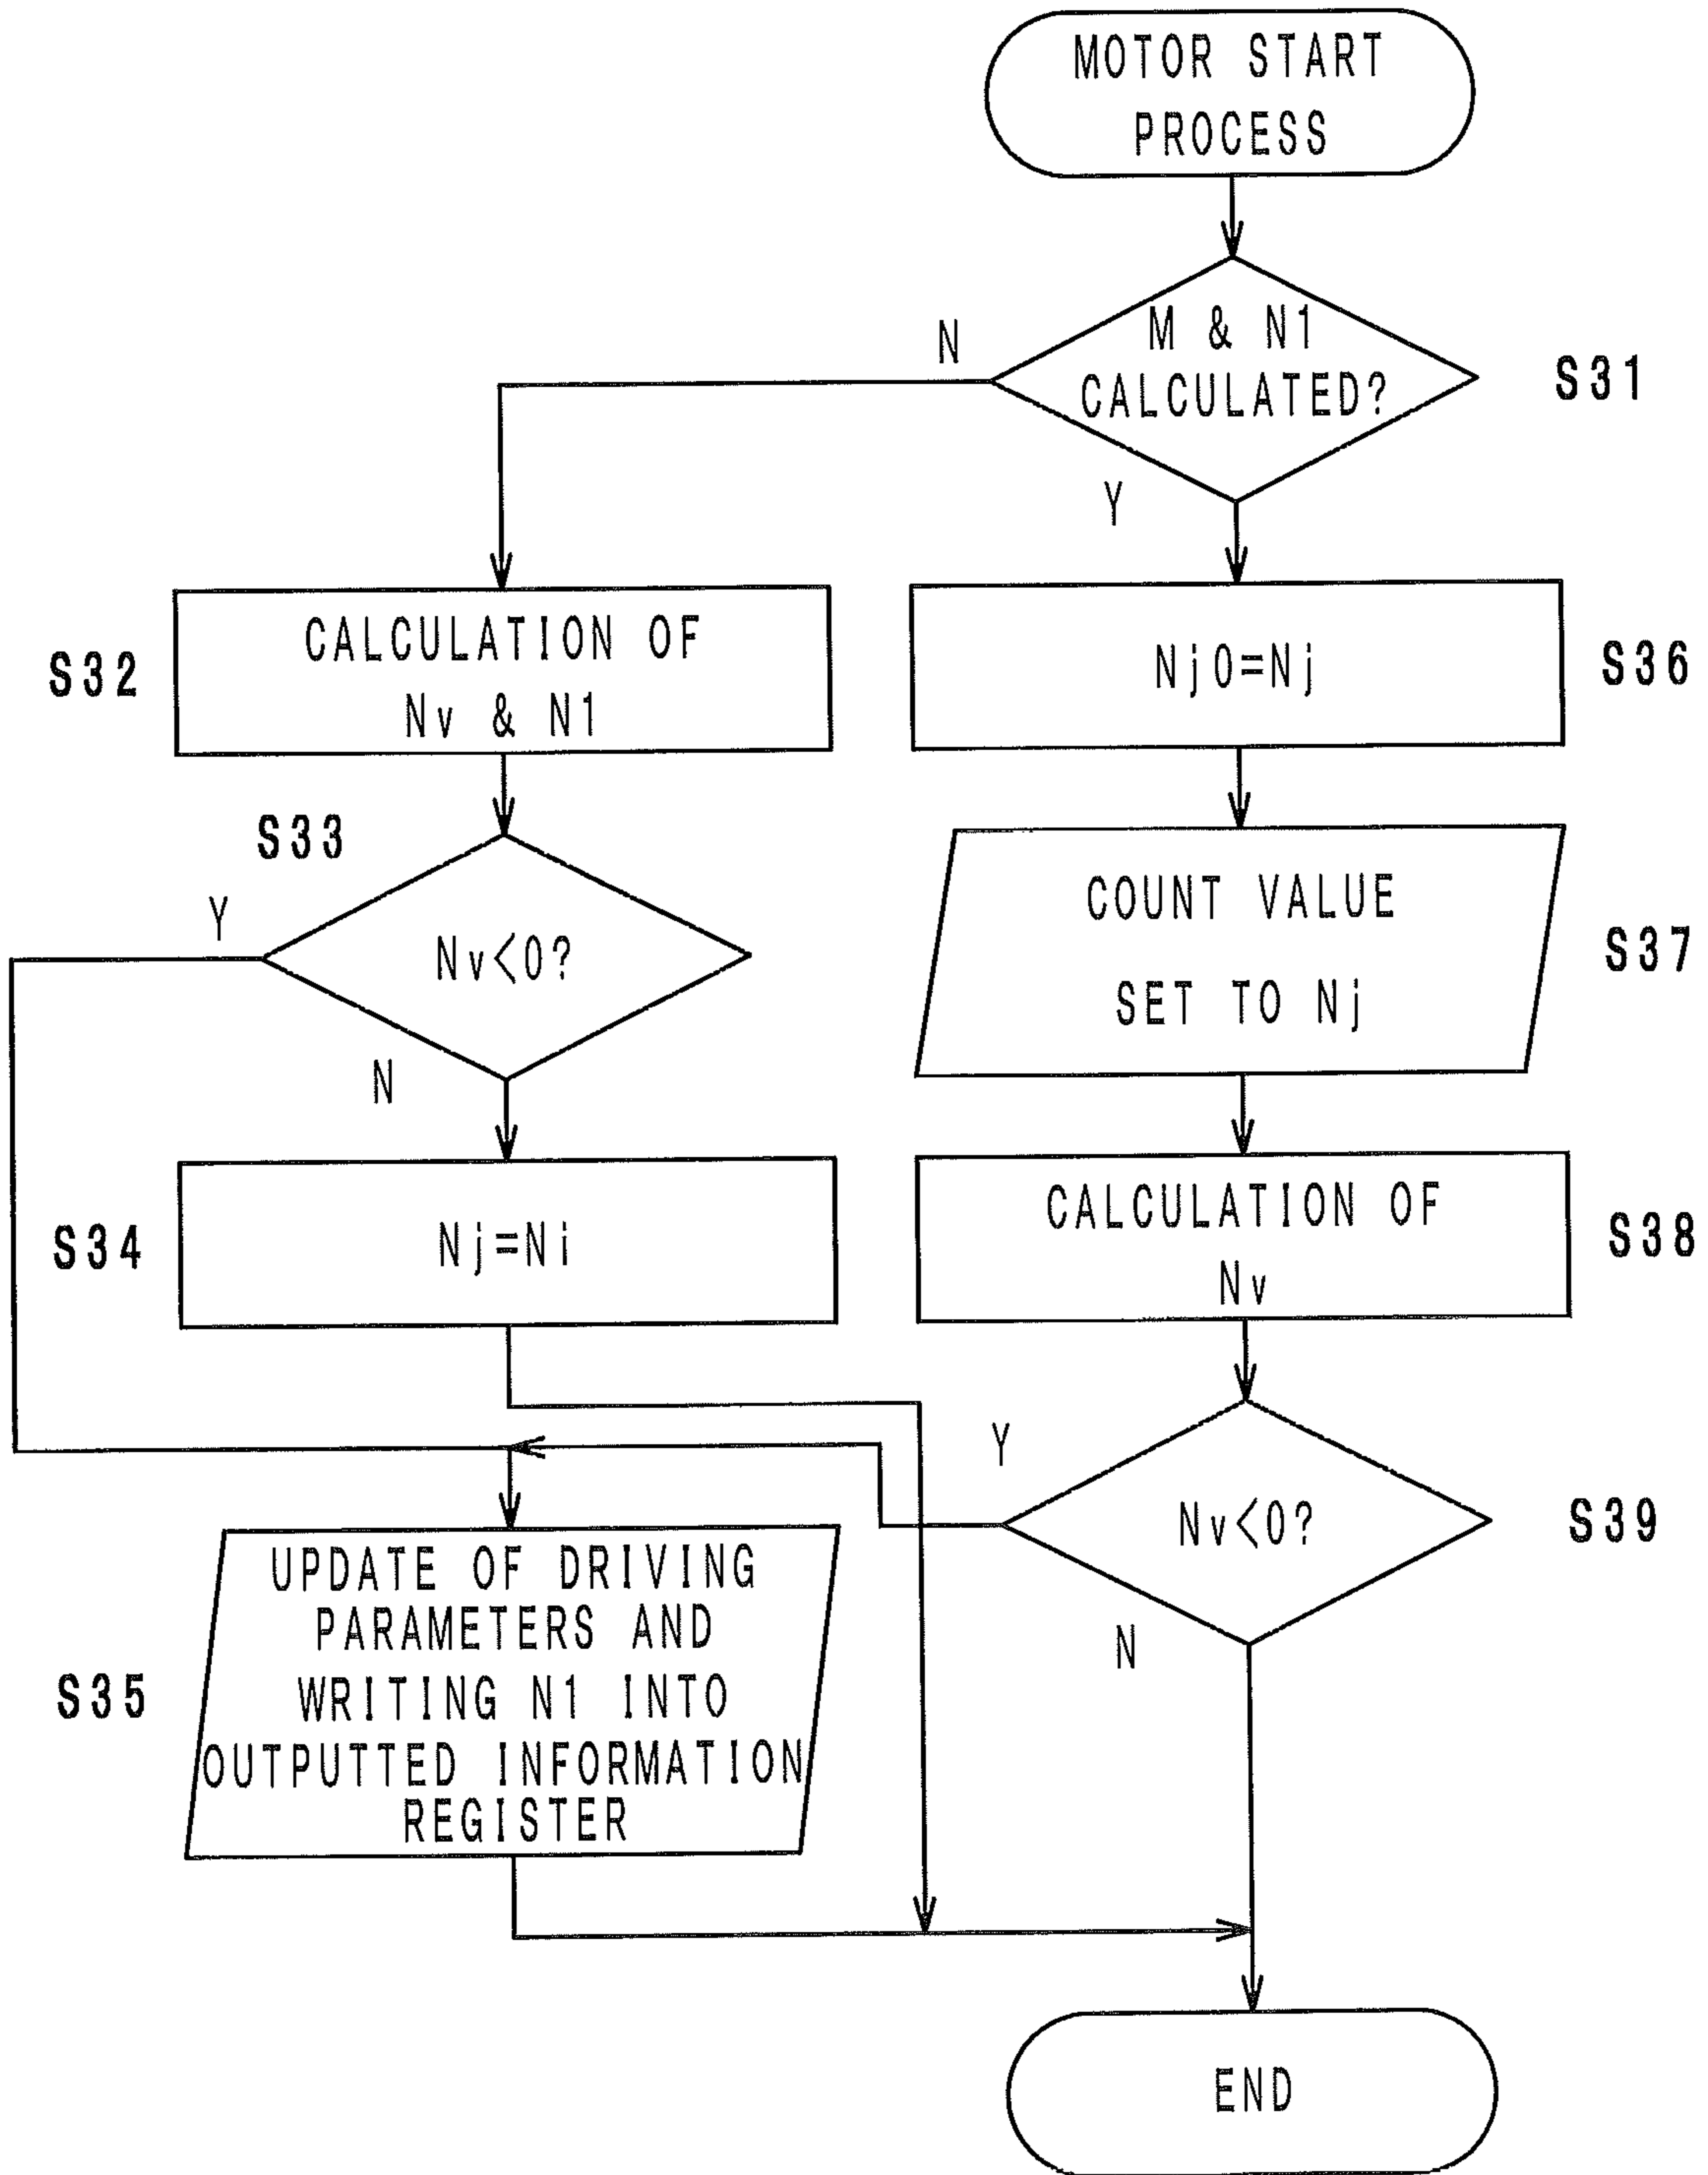 MOTOR START
PROCESS
M & N1
CALCULATED?
S31
N
Y
CALCULATION OF
Nv & N1
S32
Nj0=Nj
S36
S33
Y
Nv<0?
N
COUNT VALUE
SET TO Nj
S37
S34
Nj=Ni
CALCULATION OF
Nv
S38
Y
Nv<0?
S39
N
S35
UPDATE OF DRIVING
PARAMETERS AND
WRITING N1 INTO
OUTPUTTED INFORMATION
REGISTER
END